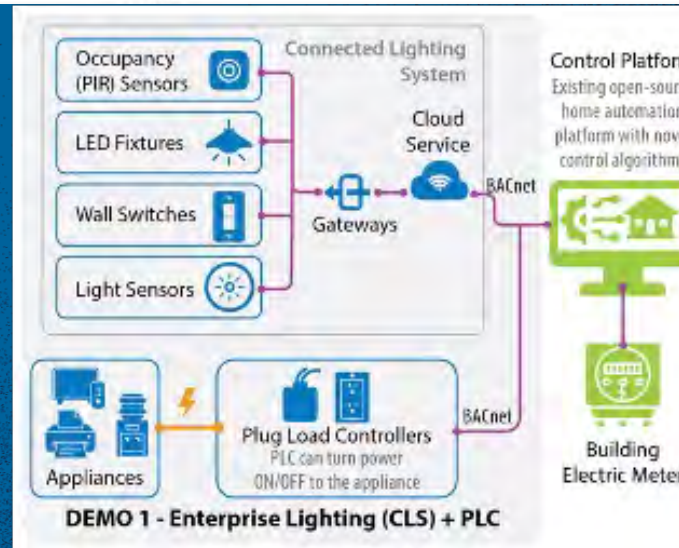 Connected Lighting
System
Occupancy
(PIR) Sensors
LED Fixtures
Wall Switches
Light Sensors
Gateways
Cloud
Service
BACnet
Control Platfor
Existing open-sour
home automation
platform with nov
control algorithm
Appliances
Plug Load Controllers
PLC can turn power
ON/OFF to the appliance
BACnet
Building
Electric Meter
DEMO 1 - Enterprise Lighting (CLS) + PLC